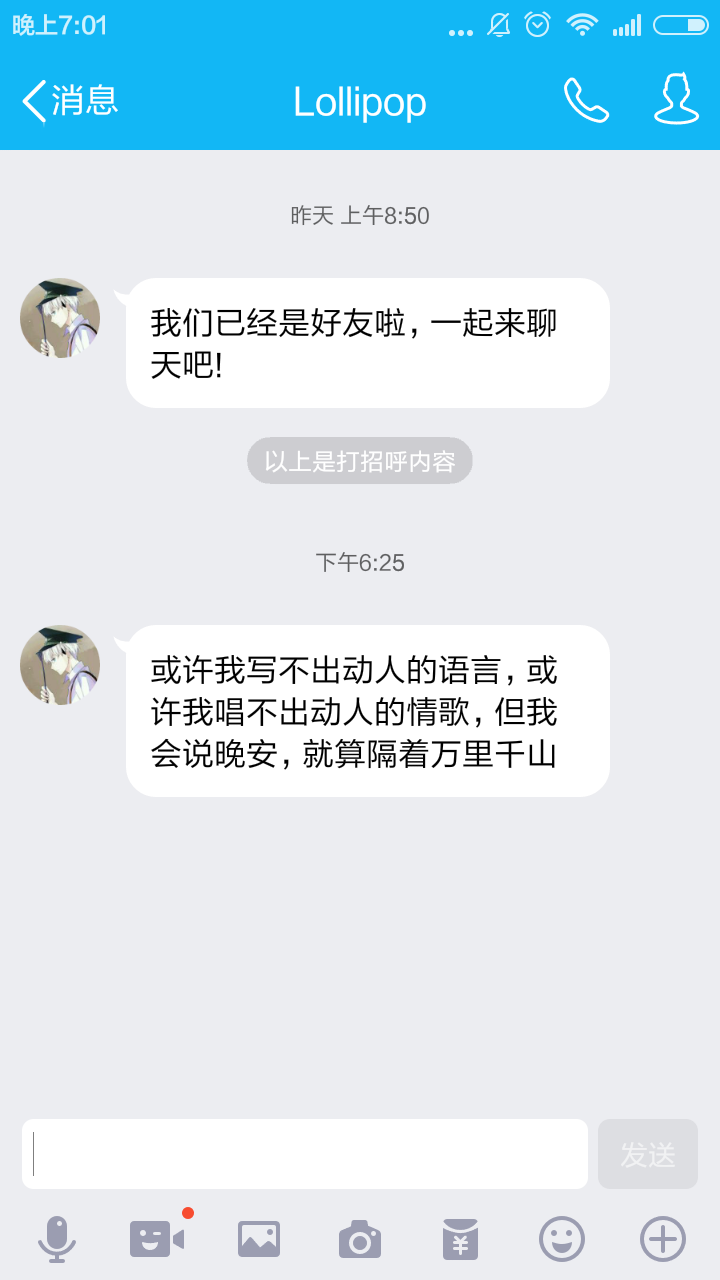 晚上7:01
消息
Lollipop
昨天 上午8:50
我们已经是好友啦，一起来聊
天吧!
以上是打招呼内容
下午6:25
或许我写不出动人的语言，或
许我唱不出动人的情歌，但我
会说晚安，就算隔着万里千山
发送
¥